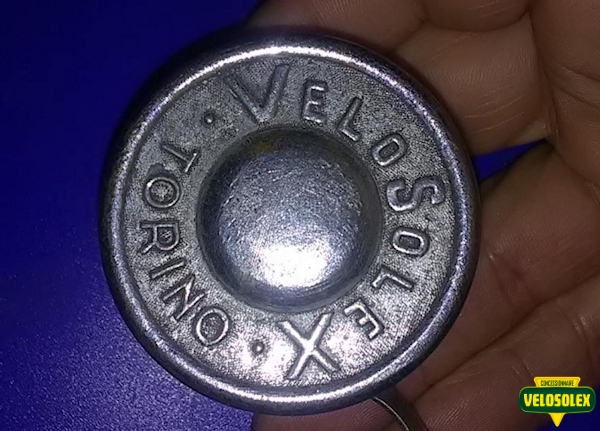 VELOSOLEX · TORINO ·
CONCESSIONNAIRE
VELOSOLEX